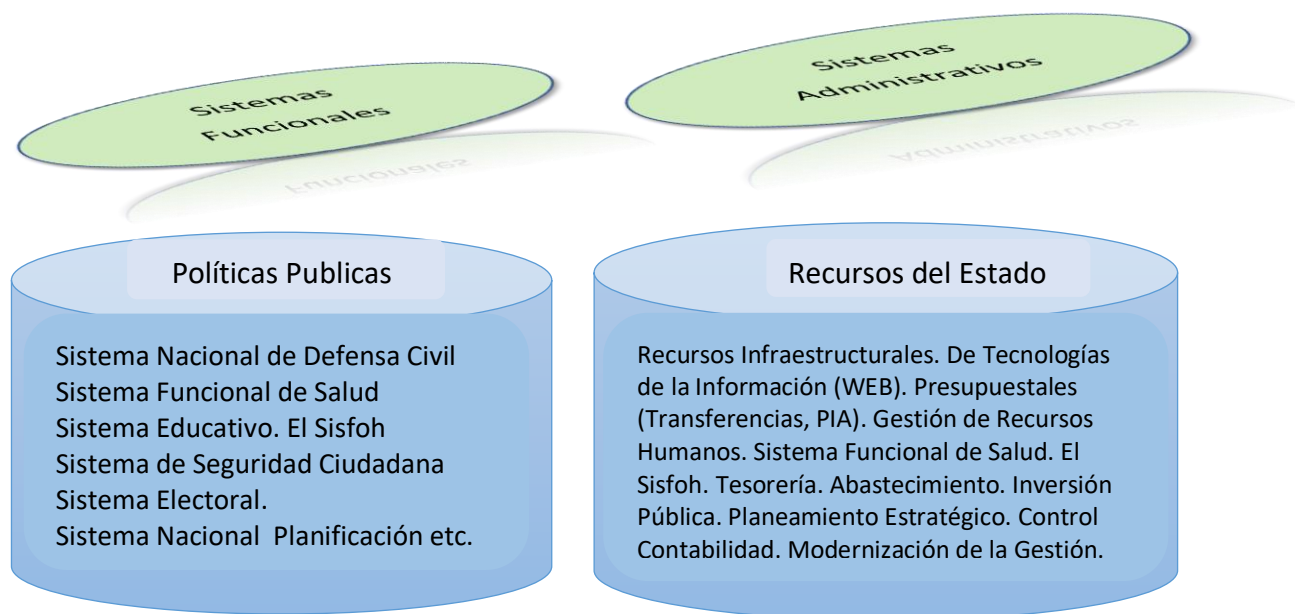 Sistemas
Funcionales
Funcionales
Sistemas
Administrativos
Administrativos
Políticas Publicas
Sistema Nacional de Defensa Civil
Sistema Funcional de Salud
Sistema Educativo. El Sisfoh
Sistema de Seguridad Ciudadana
Sistema Electoral.
Sistema Nacional  Planificación etc.
Recursos del Estado
Recursos Infraestructurales. De Tecnologías
de la Información (WEB). Presupuestales
(Transferencias, PIA). Gestión de Recursos
Humanos. Sistema Funcional de Salud. El
Sisfoh. Tesorería. Abastecimiento. Inversión
Pública. Planeamiento Estratégico. Control
Contabilidad. Modernización de la Gestión.